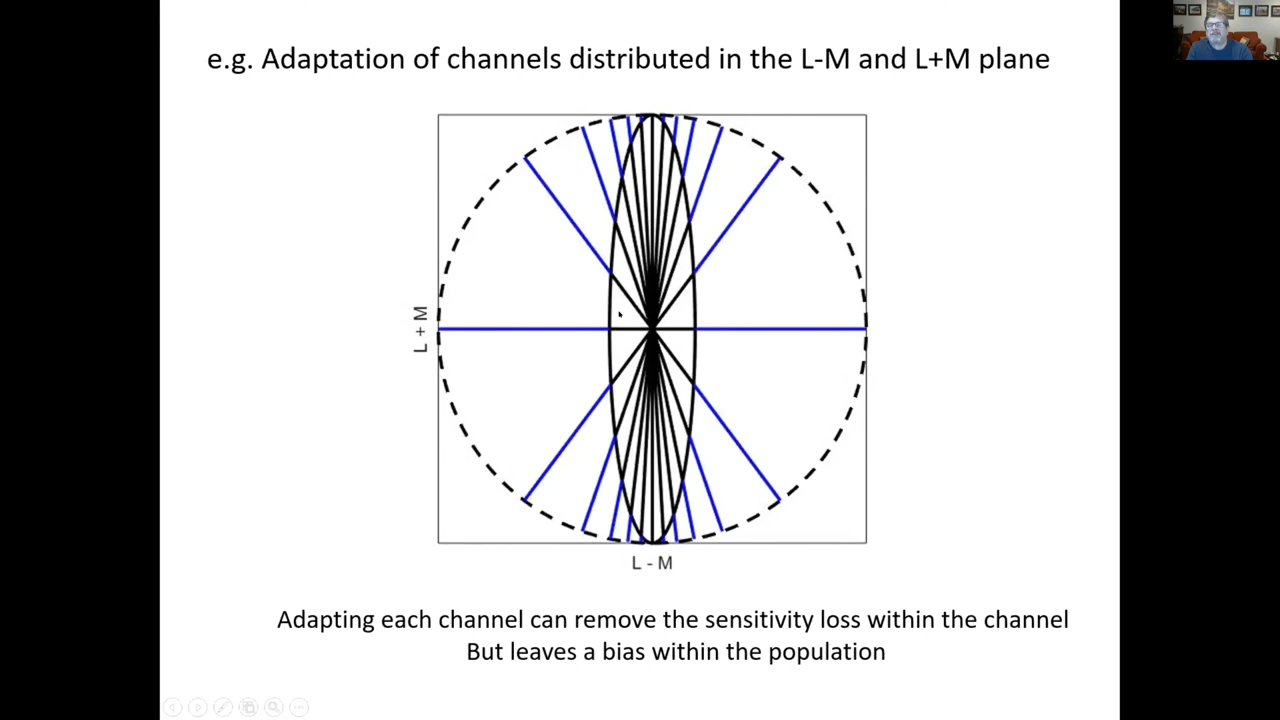 e.g. Adaptation of channels distributed in the L-M and L+M plane
L + M
L - M
Adapting each channel can remove the sensitivity loss within the channel
But leaves a bias within the population